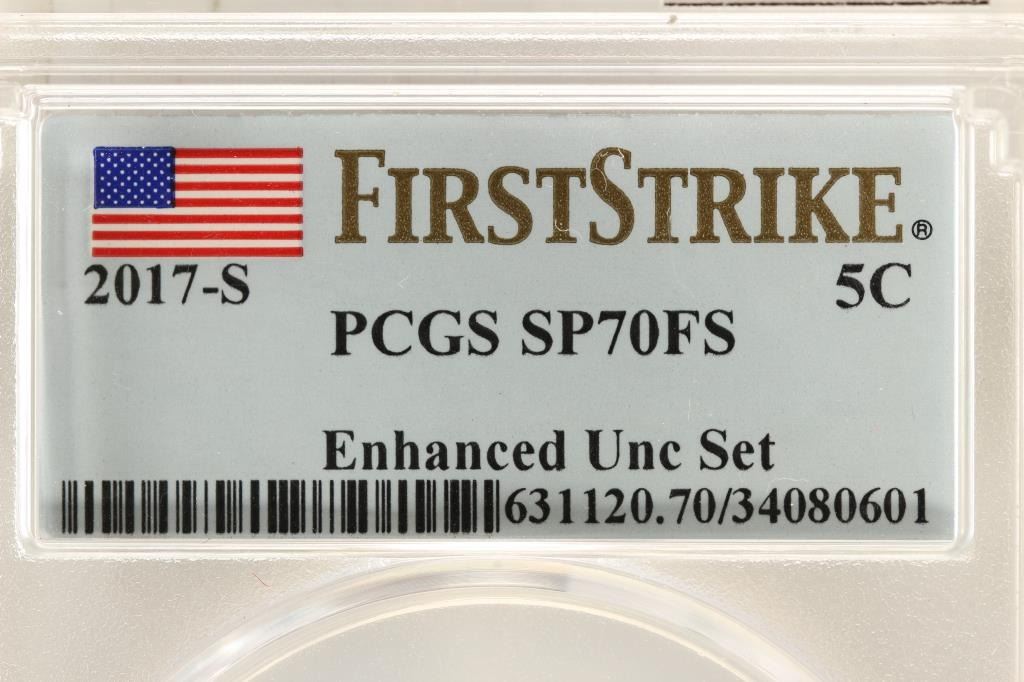 FIRSTSTRIKE®
2017-S 5C
PCGS SP70FS
Enhanced Unc Set
631120.70/34080601